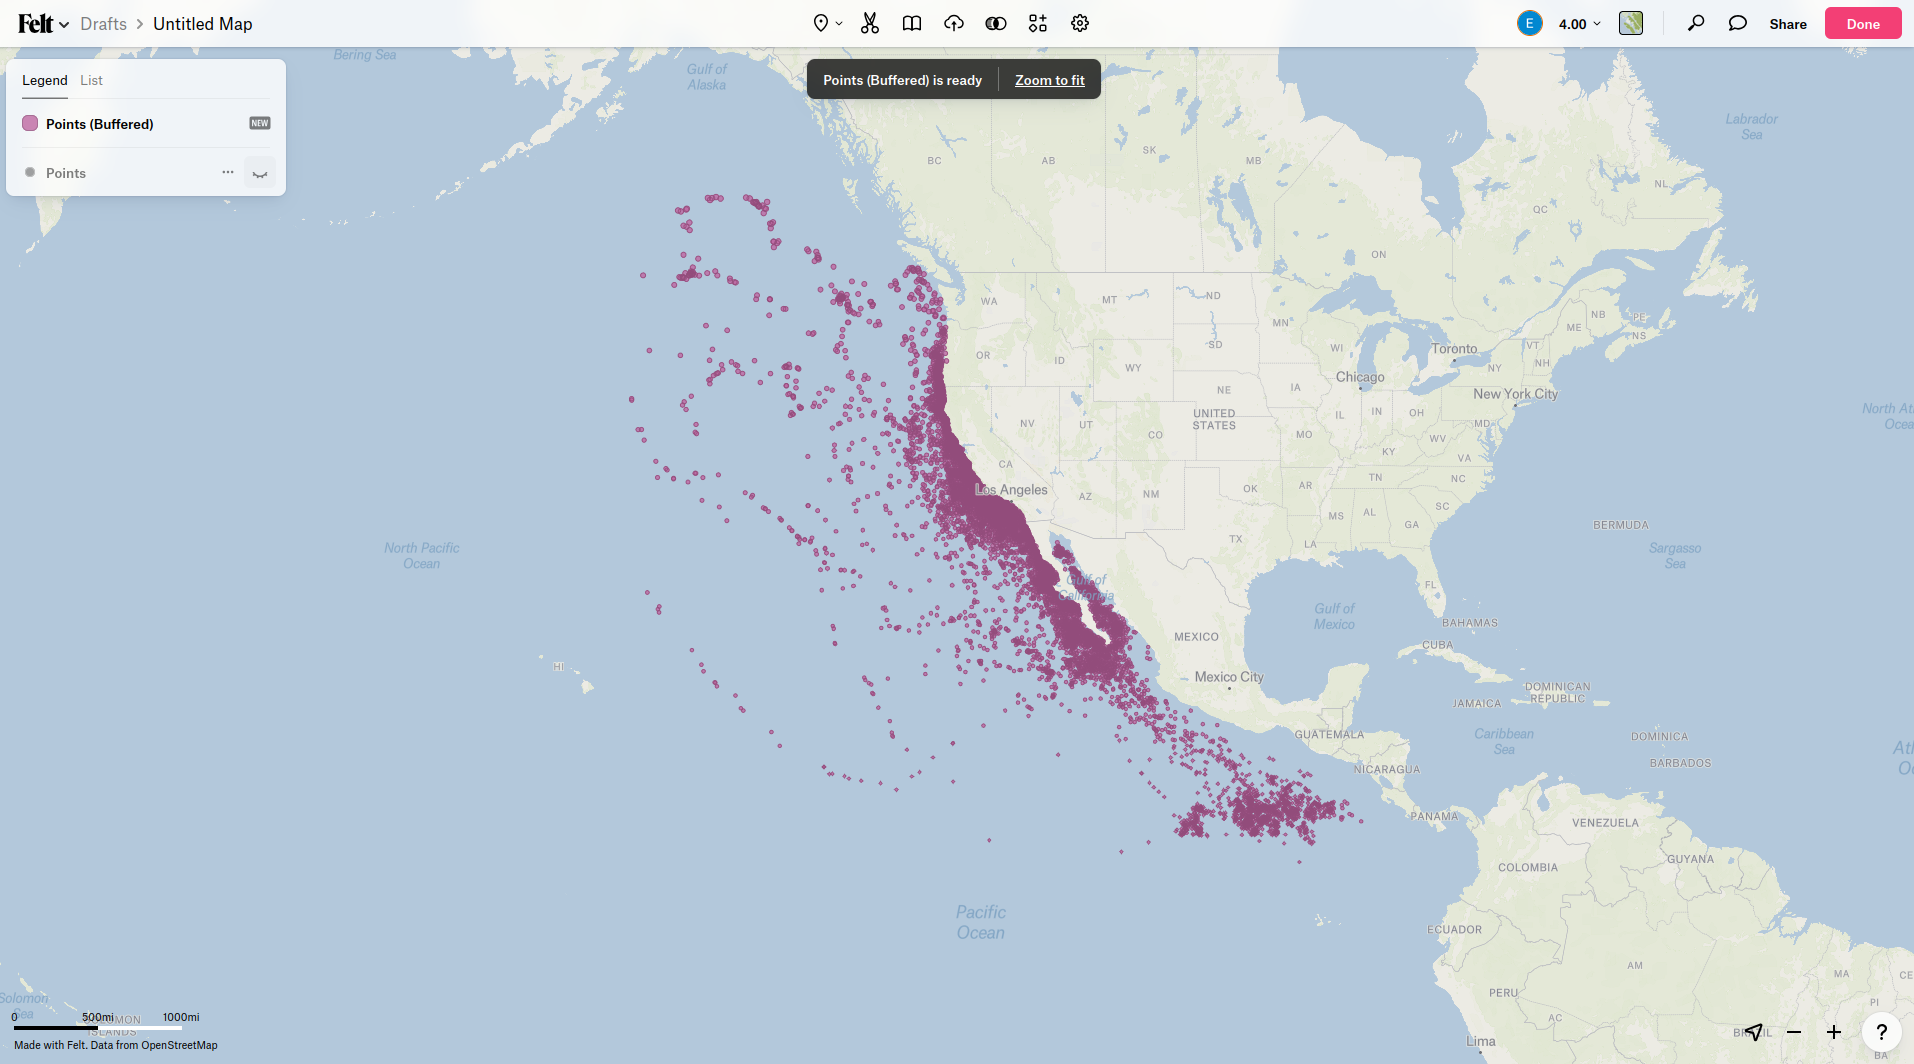 Felt
Drafts
Untitled Map
E
4.00
Share
Done
Legend
List
Points (Buffered)
NEW
Points
Points (Buffered) is ready
Zoom to fit
Bering Sea
Gulf of
Alaska
Labrador
Sea
BC
AB
SK
MB
NL
QC
ON
WA
MT
ND
MN
NB
PE
ME
NS
OR
ID
SD
WI
Toronto
VT
NH
WY
NY
Chicago
NE
IA
New York City
NV
UT
CO
UNITED
STATES
IL
IN
OH
MD
North At
Ocea
MO
WV
KY
VA
CA
Los Angeles
AZ
NM
OK
AR
TN
NC
MS
AL
SC
GA
TX
LA
BERMUDA
Sargasso
Sea
North Pacific
Ocean
Gulf of
California
FL
Gulf of
Mexico
BAHAMAS
MEXICO
CUBA
HI
Mexico City
DOMINICAN
REPUBLIC
JAMAICA
GUATEMALA
Caribbean
Sea
DOMINICA
BARBADOS
Atl
Oc
NICARAGUA
PANAMA
VENEZUELA
COLOMBIA
GUYANA
Pacific
Ocean
ECUADOR
AM
MA
CE
PERU
PI
AC
BRAZIL
Lima
BA
Solomon
Sea
SOLOMON
ISLANDS
0
500mi
1000mi
Made with Felt. Data from OpenStreetMap
?